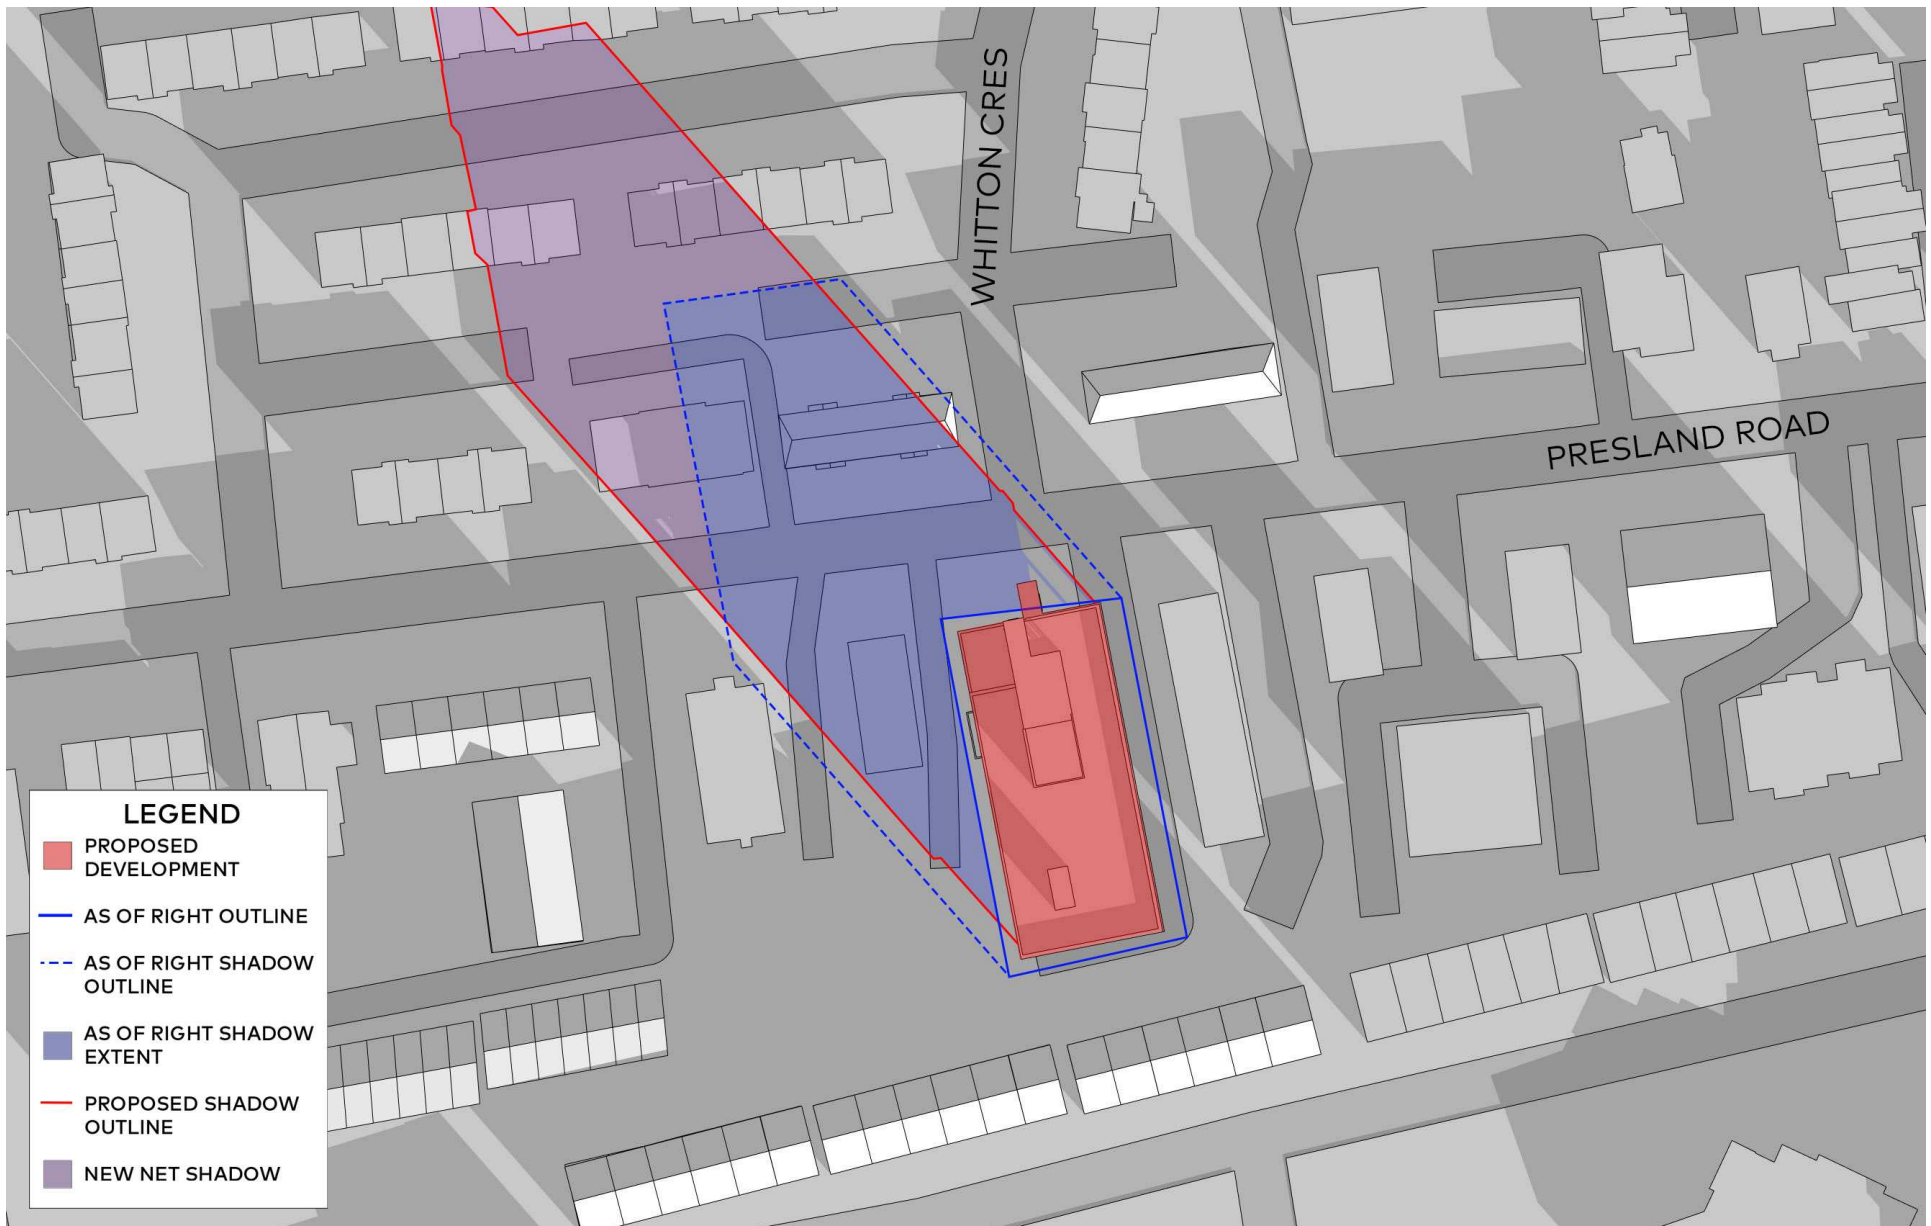 WHITTON CRES
PRESLAND ROAD
LEGEND
PROPOSED
DEVELOPMENT
AS OF RIGHT OUTLINE
AS OF RIGHT SHADOW
OUTLINE
AS OF RIGHT SHADOW
EXTENT
PROPOSED SHADOW
OUTLINE
NEW NET SHADOW